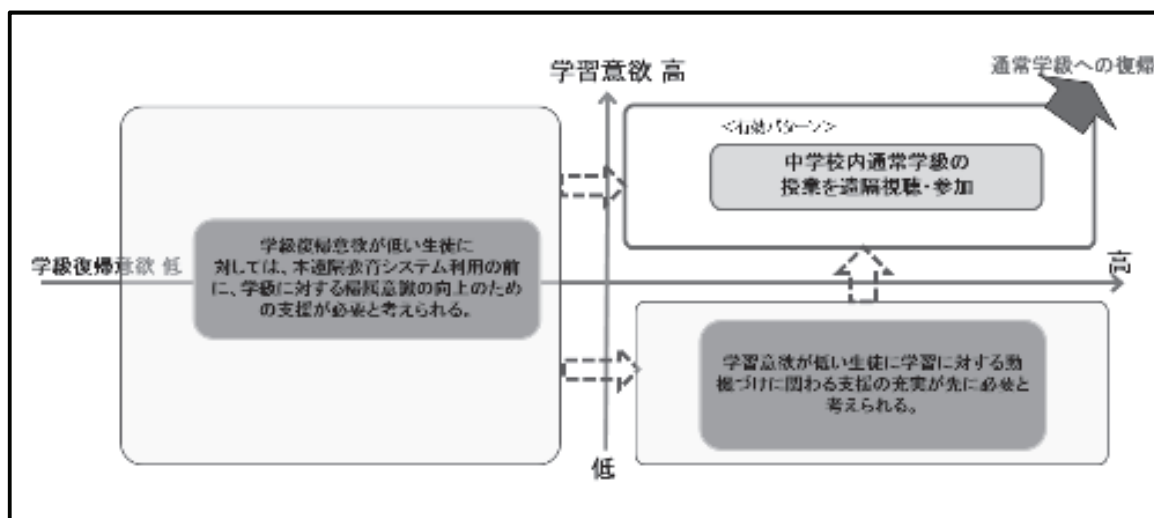 学習意欲 高
通常学級への復帰
<有効パターン>
中学校内通常学級の
授業を遠隔視聴・参加
学級復帰意欲が低い生徒に
対しては、本遠隔教育システム利用の前
に、学級に対する帰属意識の向上のため
の支援が必要と考えられる。
学級復帰意欲 低
高
学習意欲が低い生徒に学習に対する動
機づけに関わる支援の充実が先に必要と
考えられる。
低